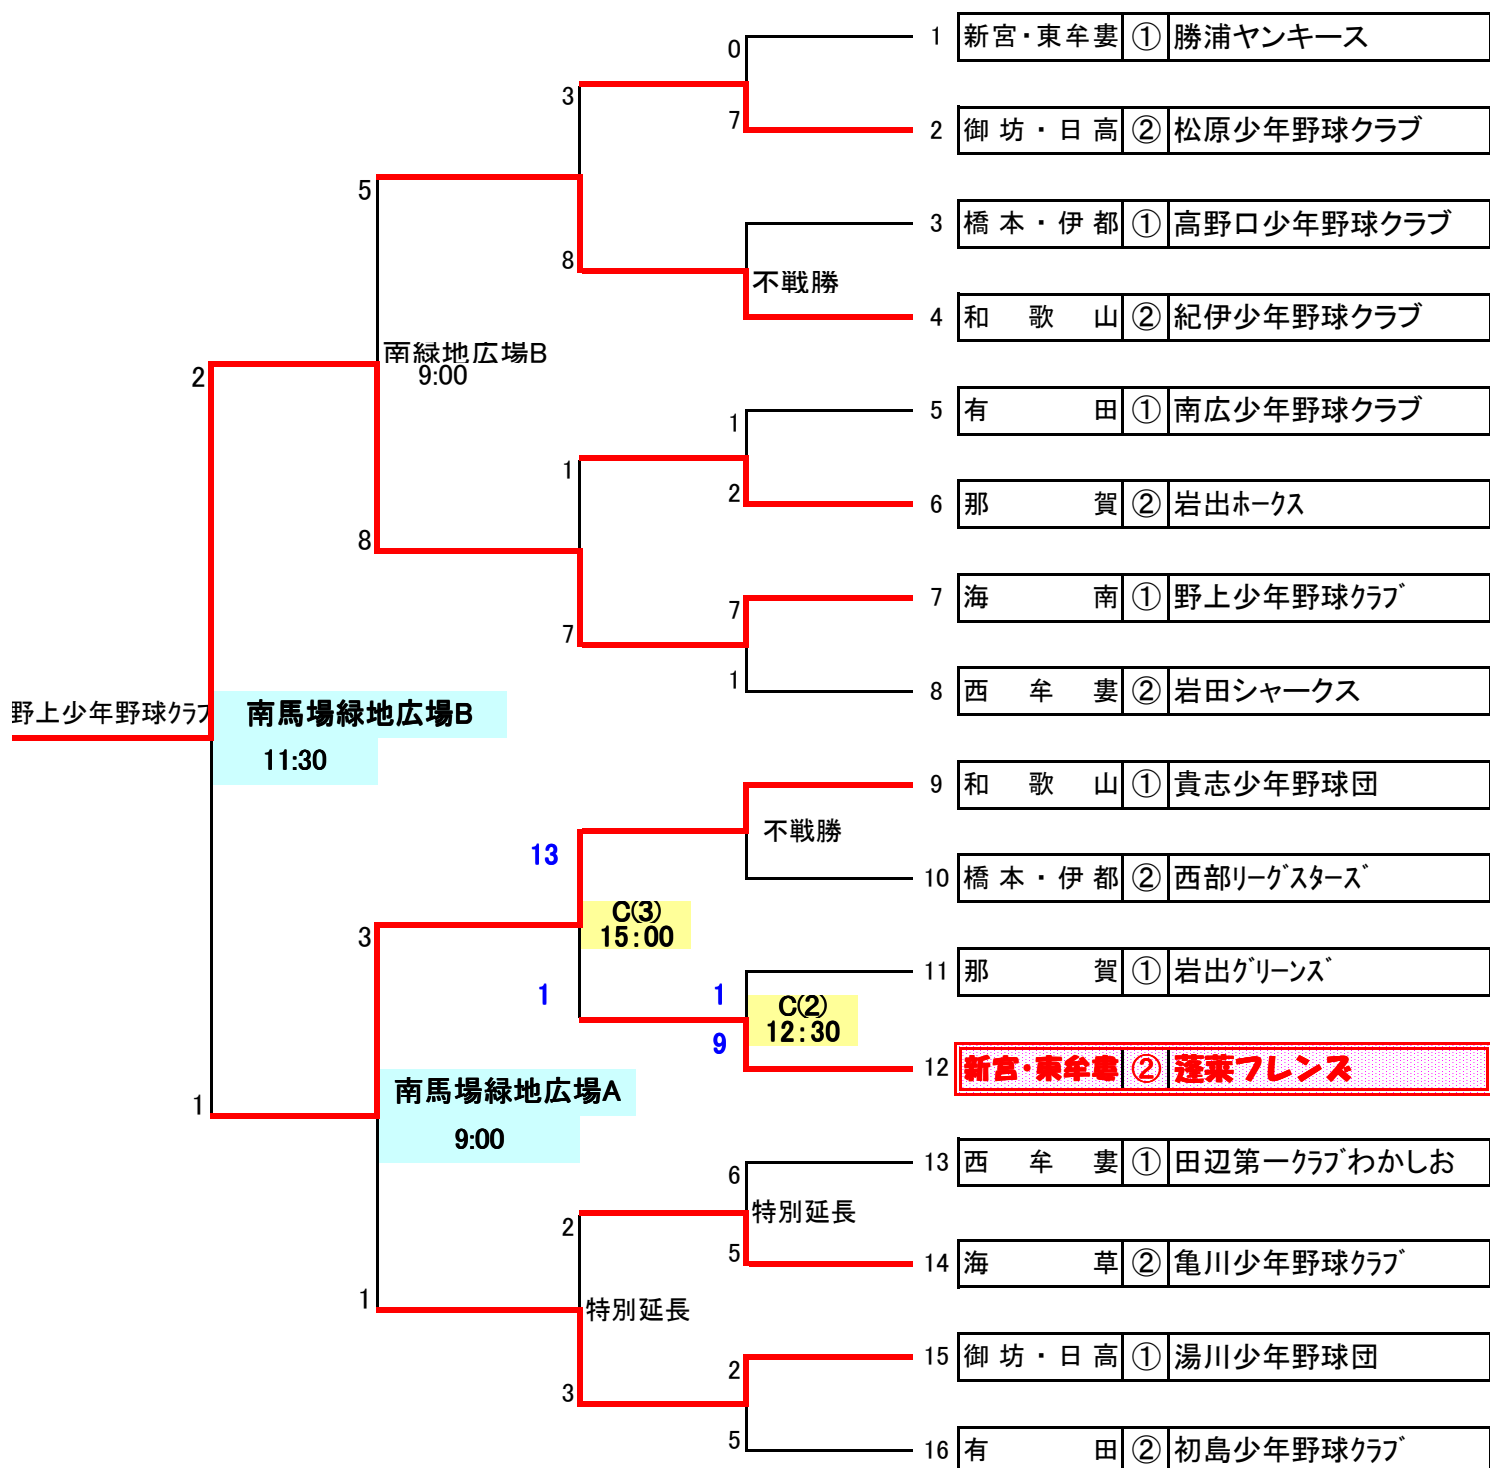 0
1 新宮・東牟婁 ① 勝浦ヤンキース
3
7
2 御坊・日高 ② 松原少年野球クラブ
5
3 橋本・伊都 ① 高野口少年野球クラブ
8
不戦勝
4 和歌山 ② 紀伊少年野球クラブ
南緑地広場B
9:00
2
1
5 有田 ① 南広少年野球クラブ
1
2
6 那賀 ② 岩出ホークス
8
7
7 海南 ① 野上少年野球クラブ
7
1
8 西牟婁 ② 岩田シャークス
野上少年野球クラブ
南馬場緑地広場B
11:30
9 和歌山 ① 貴志少年野球団
不戦勝
13
10 橋本・伊都 ② 西部リーグスターズ
C(3)
15:00
3
11 那賀 ① 岩出グリーンズ
1
1
C(2)
12:30
9
12 新宮・東牟婁 ② 蓬莱フレンズ
1
南馬場緑地広場A
9:00
13 西牟婁 ① 田辺第一クラブわかしお
6
特別延長
2
5
14 海草 ② 亀川少年野球クラブ
1
特別延長
15 御坊・日高 ① 湯川少年野球団
2
3
5
16 有田 ② 初島少年野球クラブ